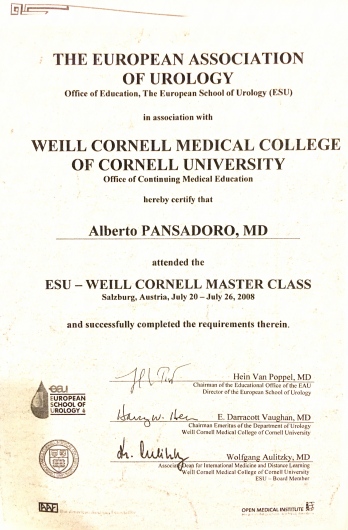 THE EUROPEAN ASSOCIATION
OF UROLOGY
Office of Education, The European School of Urology (ESU)
in association with
WEILL CORNELL MEDICAL COLLEGE
OF CORNELL UNIVERSITY
Office of Continuing Medical Education
hereby certify that
Alberto PANSADORO, MD
attended the
ESU – WEILL CORNELL MASTER CLASS
Salzburg, Austria, July 20 – July 26, 2008
and successfully completed the requirements therein.
Hein Van Poppel, MD
Chairman of the Educational Office of the EAU
Director of the European School of Urology
eau
EUROPEAN
SCHOOL OF
UROLOGY
E. Darracott Vaughan, MD
Chairman Emeritus of the Department of Urology
Weill Cornell Medical College of Cornell University
Wolfgang Aulitzky, MD
Associate Dean for International Medicine and Distance Learning
Weill Cornell Medical College of Cornell University
ESU – Board Member
AAF
OPEN MEDICAL INSTITUTE